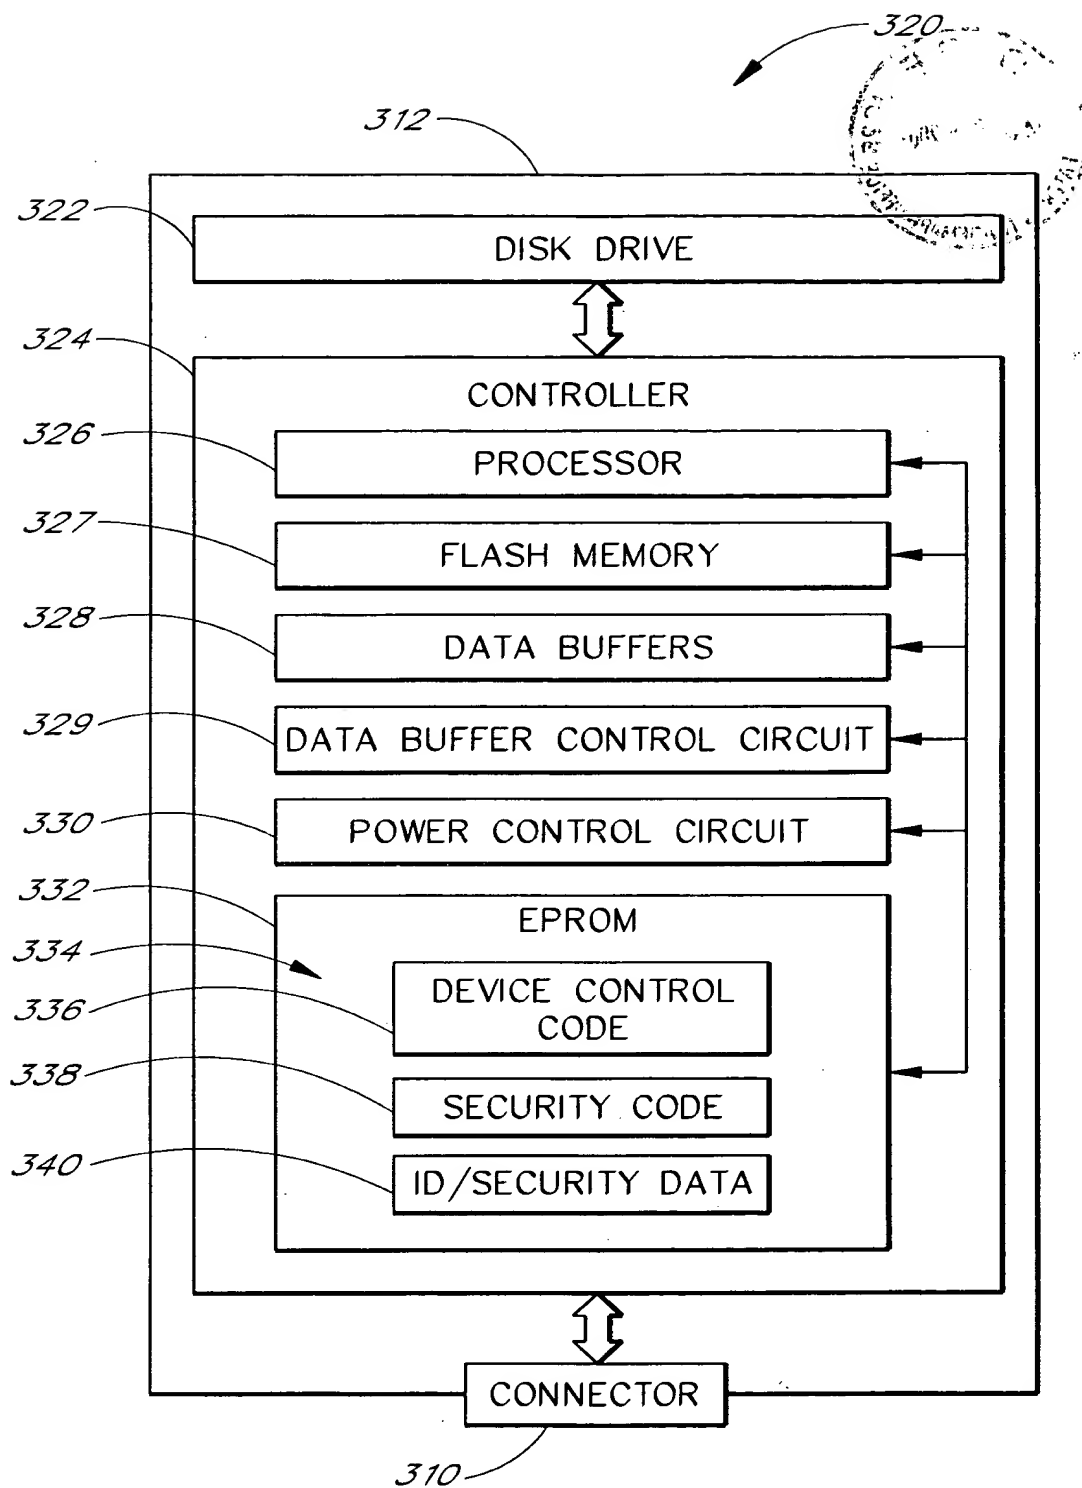 320
312
322
DISK DRIVE
324
CONTROLLER
326
PROCESSOR
327
FLASH MEMORY
328
DATA BUFFERS
329
DATA BUFFER CONTROL CIRCUIT
330
POWER CONTROL CIRCUIT
332
EPROM
334
336
DEVICE CONTROL
CODE
338
SECURITY CODE
340
ID/SECURITY DATA
CONNECTOR
310